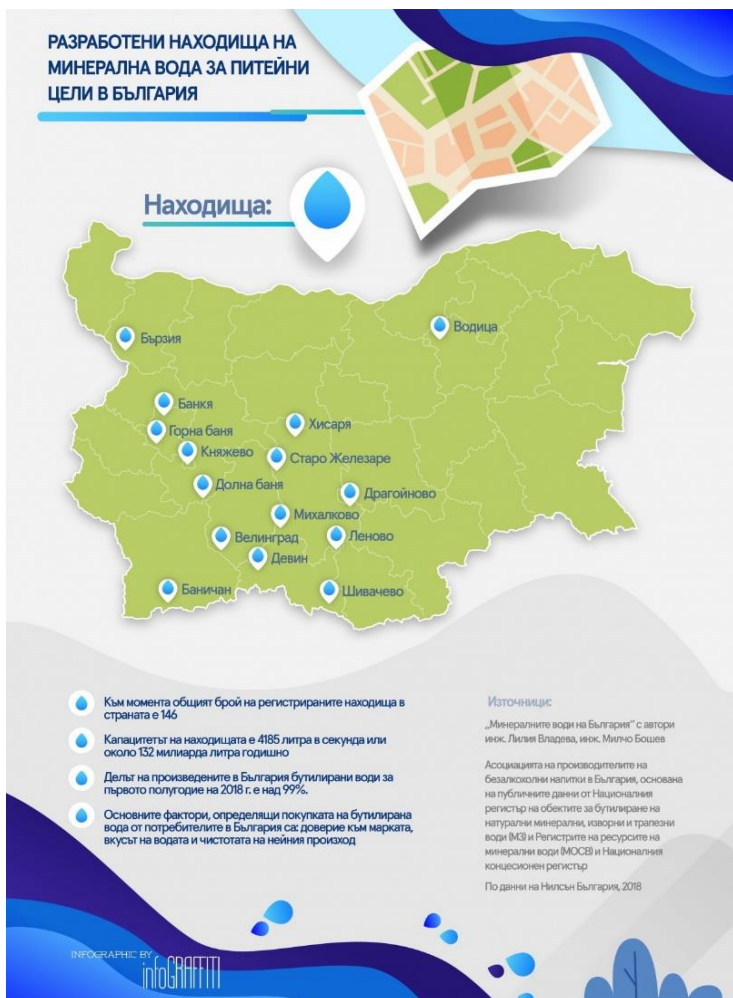 РАЗРАБОТЕНИ НАХОДИЩА НА
МИНЕРАЛНА ВОДА ЗА ПИТЕЙНИ
ЦЕЛИ В БЪЛГАРИЯ
Находища:
Водица
Бързия
Банкя
Хисаря
Горна баня
Княжево
Старо Железаре
Долна баня
Драгойново
Михалково
Велинград
Леново
Девин
Баничан
Шивачево
Към момента общият брой на регистрираните находища в
страната е 146
Капацитетът на находищата е 4185 литра в секунда или
около 132 милиарда литра годишно
Делът на произведените в България бутилирани води за
първото полугодие на 2018 г. е над 99%.
Основните фактори, определящи покупката на бутилирана
вода от потребителите в България са: доверие към марката,
вкусът на водата и чистотата на нейния произход
Източници:
„Минералните води на България" с автори
инж. Лилия Владева, инж. Милчо Бошев
Асоциацията на производителите на
безалкохолни напитки в България, основана
на публичните данни от Националния
регистър на обектите за бутилиране на
натурални минерални, изворни и трапезни
води (МЗ) и Регистрите на ресурсите на
минерални води (МОСВ) и Националния
концесионен регистър
По данни на Нилсън България, 2018
INFOGRAPHIC BY
infoGRAFFITI